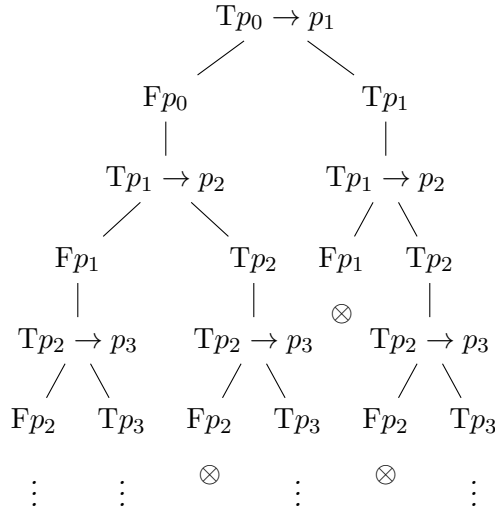 Tp₀ → p₁
Fp₀ Tp₁
Tp₁ → p₂ Tp₁ → p₂
Fp₁ Tp₂ Fp₁ Tp₂
⊗
Tp₂ → p₃ Tp₂ → p₃ Tp₂ → p₃
Fp₂ Tp₃ Fp₂ Tp₃ Fp₂ Tp₃
⋮ ⋮ ⊗ ⋮ ⊗ ⋮